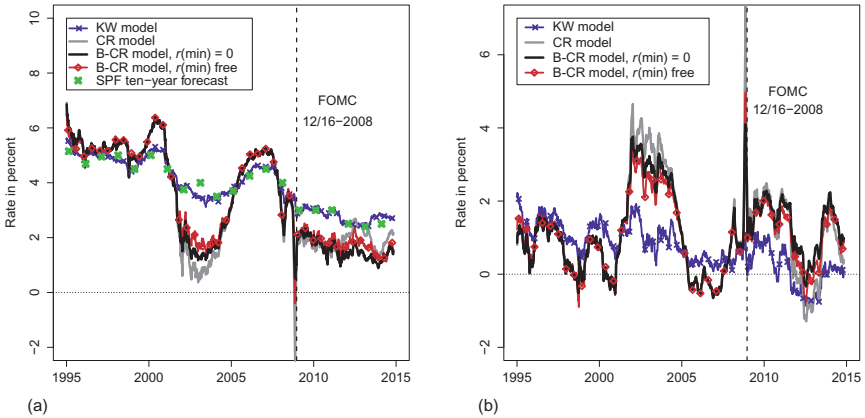 KW model
CR model
B-CR model, r(min) = 0
B-CR model, r(min) free
SPF ten-year forecast
FOMC
12/16−2008
Rate in percent
10
8
6
4
2
0
−2
1995
2000
2005
2010
2015
(a)
KW model
CR model
B-CR model, r(min) = 0
B-CR model, r(min) free
FOMC
12/16−2008
Rate in percent
6
4
2
0
−2
1995
2000
2005
2010
2015
(b)